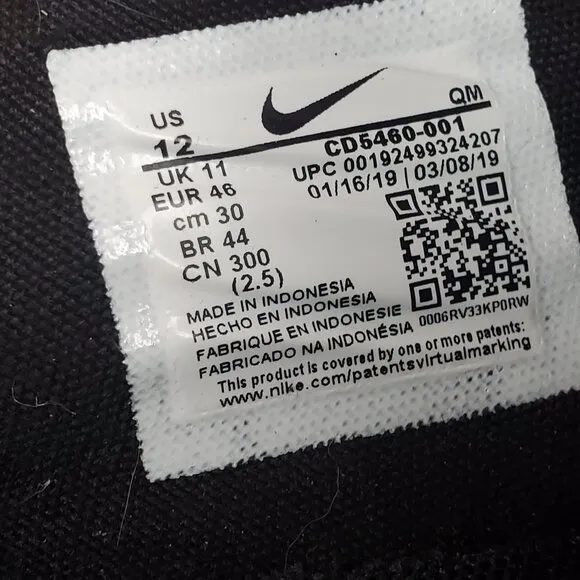 US
12
QM
CD5460-001
UPC 00192499324207
01/16/19 | 03/08/19
UK 11
EUR 46
cm 30
BR 44
CN 300
(2.5)
MADE IN INDONESIA
HECHO EN INDONESIA
FABRIQUE EN INDONESIE
FABRICADO NA INDONÉSIA
0006RV33KP0RW
This product is covered by one or more patents:
www.nike.com/patentsvirtualmarking